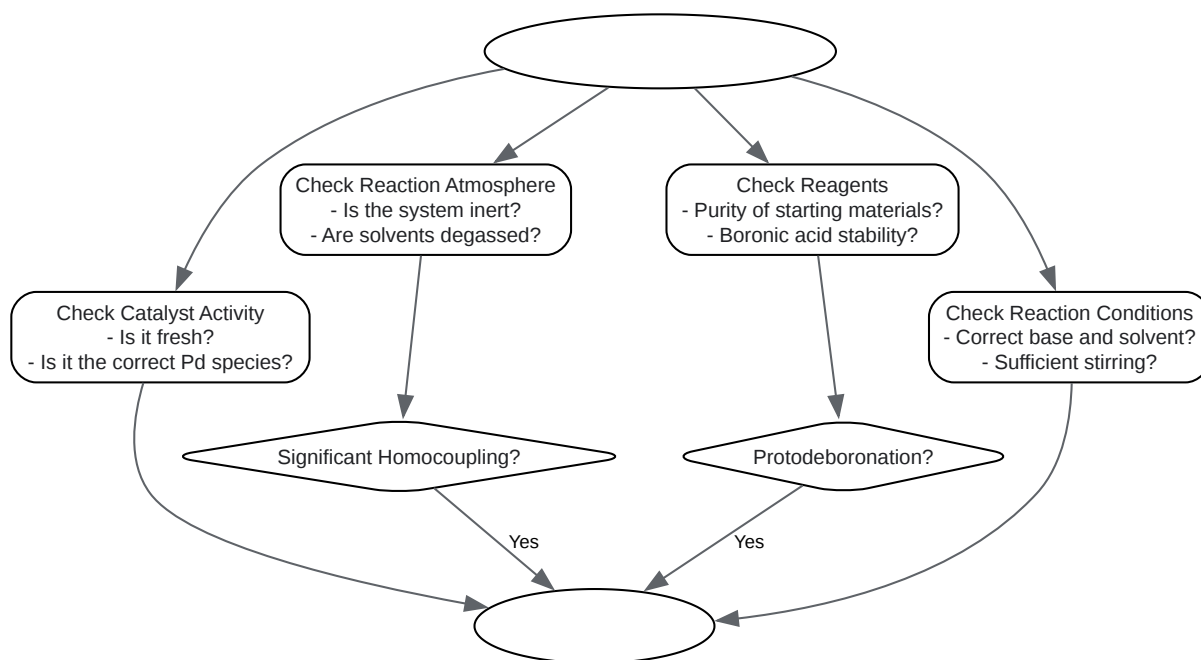 Check Reaction Atmosphere
- Is the system inert?
- Are solvents degassed?
Check Reagents
- Purity of starting materials?
- Boronic acid stability?
Check Catalyst Activity
- Is it fresh?
- Is it the correct Pd species?
Check Reaction Conditions
- Correct base and solvent?
- Sufficient stirring?
Significant Homocoupling?
Protodeboronation?
Yes
Yes